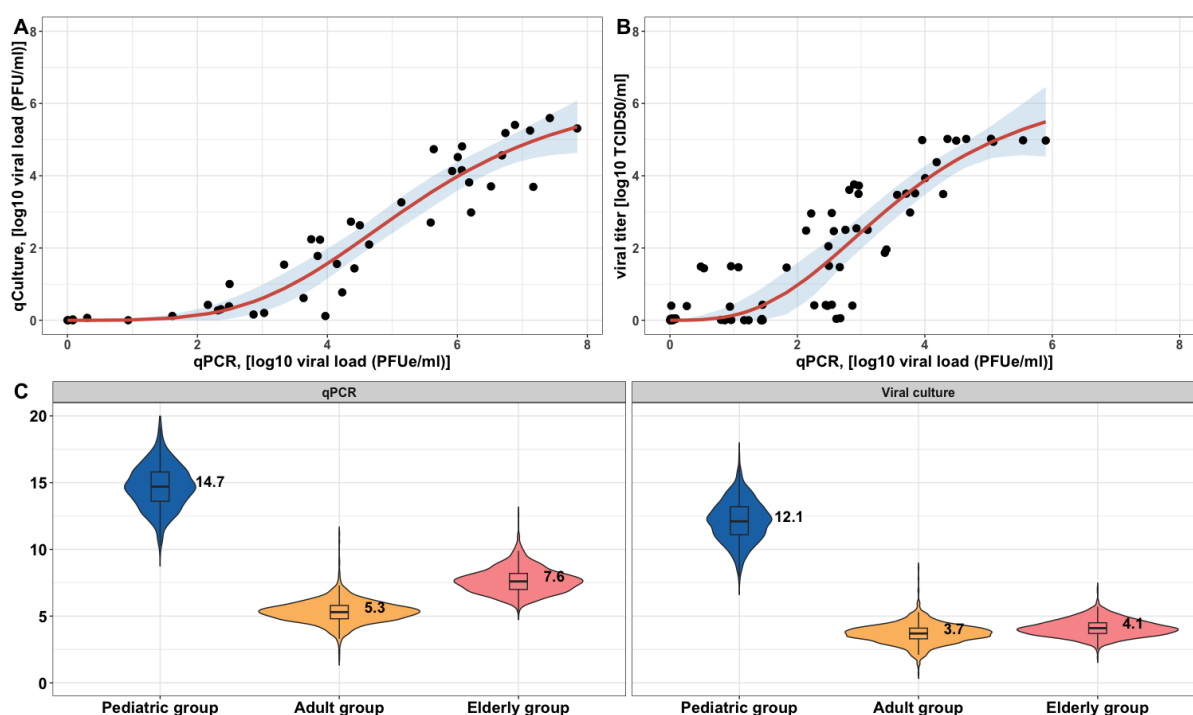 A
B
8
6
4
2
0
qCulture, [log10 viral load (PFU/ml)]
0 2 4 6 8
qPCR, [log10 viral load (PFUe/ml)]
8
6
4
2
0
viral titer [log10 TCID50/ml]
0 2 4 6 8
qPCR, [log10 viral load (PFUe/ml)]
C
qPCR
Viral culture
20
15
10
5
0
14.7
5.3
7.6
12.1
3.7
4.1
Pediatric group Adult group Elderly group
Pediatric group Adult group Elderly group